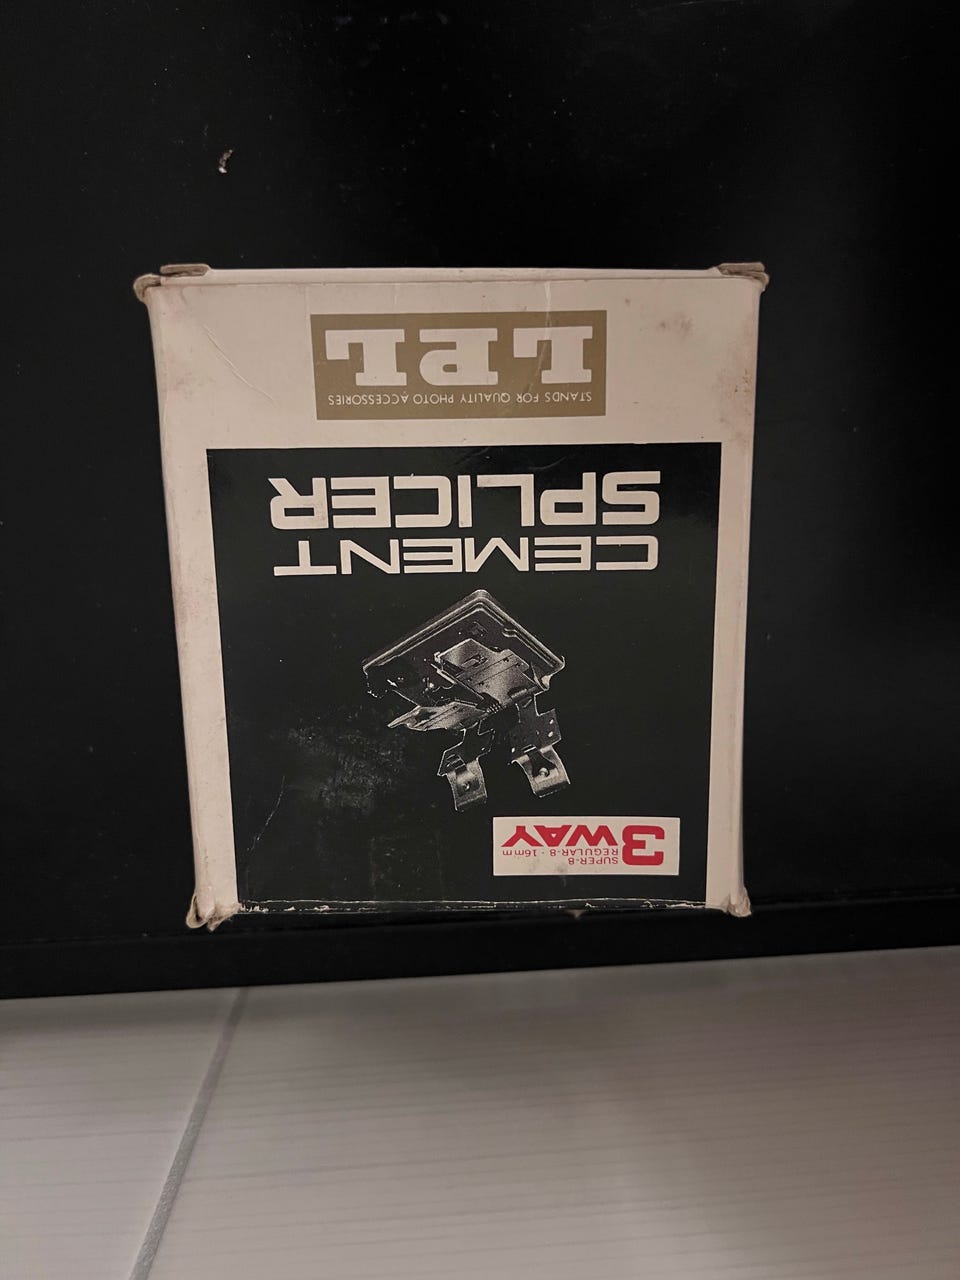 3WAY
SUPER-8
REGULAR-8 · 16mm
CEMENT
SPLICER
STANDS FOR QUALITY PHOTO ACCESSORIES
LPL